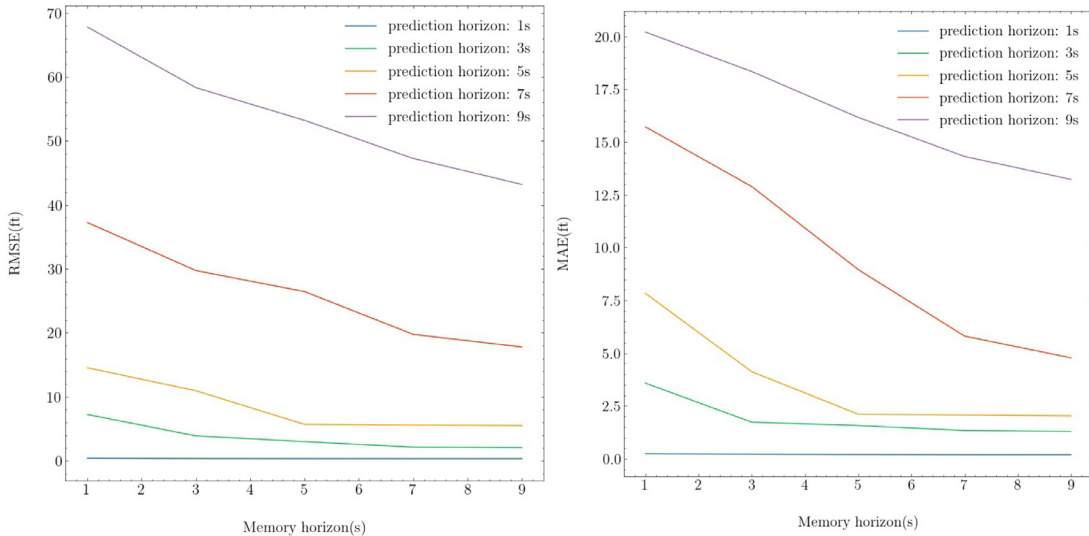 70
60
50
40
30
20
10
0
RMSE(ft)
prediction horizon: 1s
prediction horizon: 3s
prediction horizon: 5s
prediction horizon: 7s
prediction horizon: 9s
1 2 3 4 5 6 7 8 9
Memory horizon(s)
20.0
17.5
15.0
12.5
10.0
7.5
5.0
2.5
0.0
MAE(ft)
prediction horizon: 1s
prediction horizon: 3s
prediction horizon: 5s
prediction horizon: 7s
prediction horizon: 9s
1 2 3 4 5 6 7 8 9
Memory horizon(s)